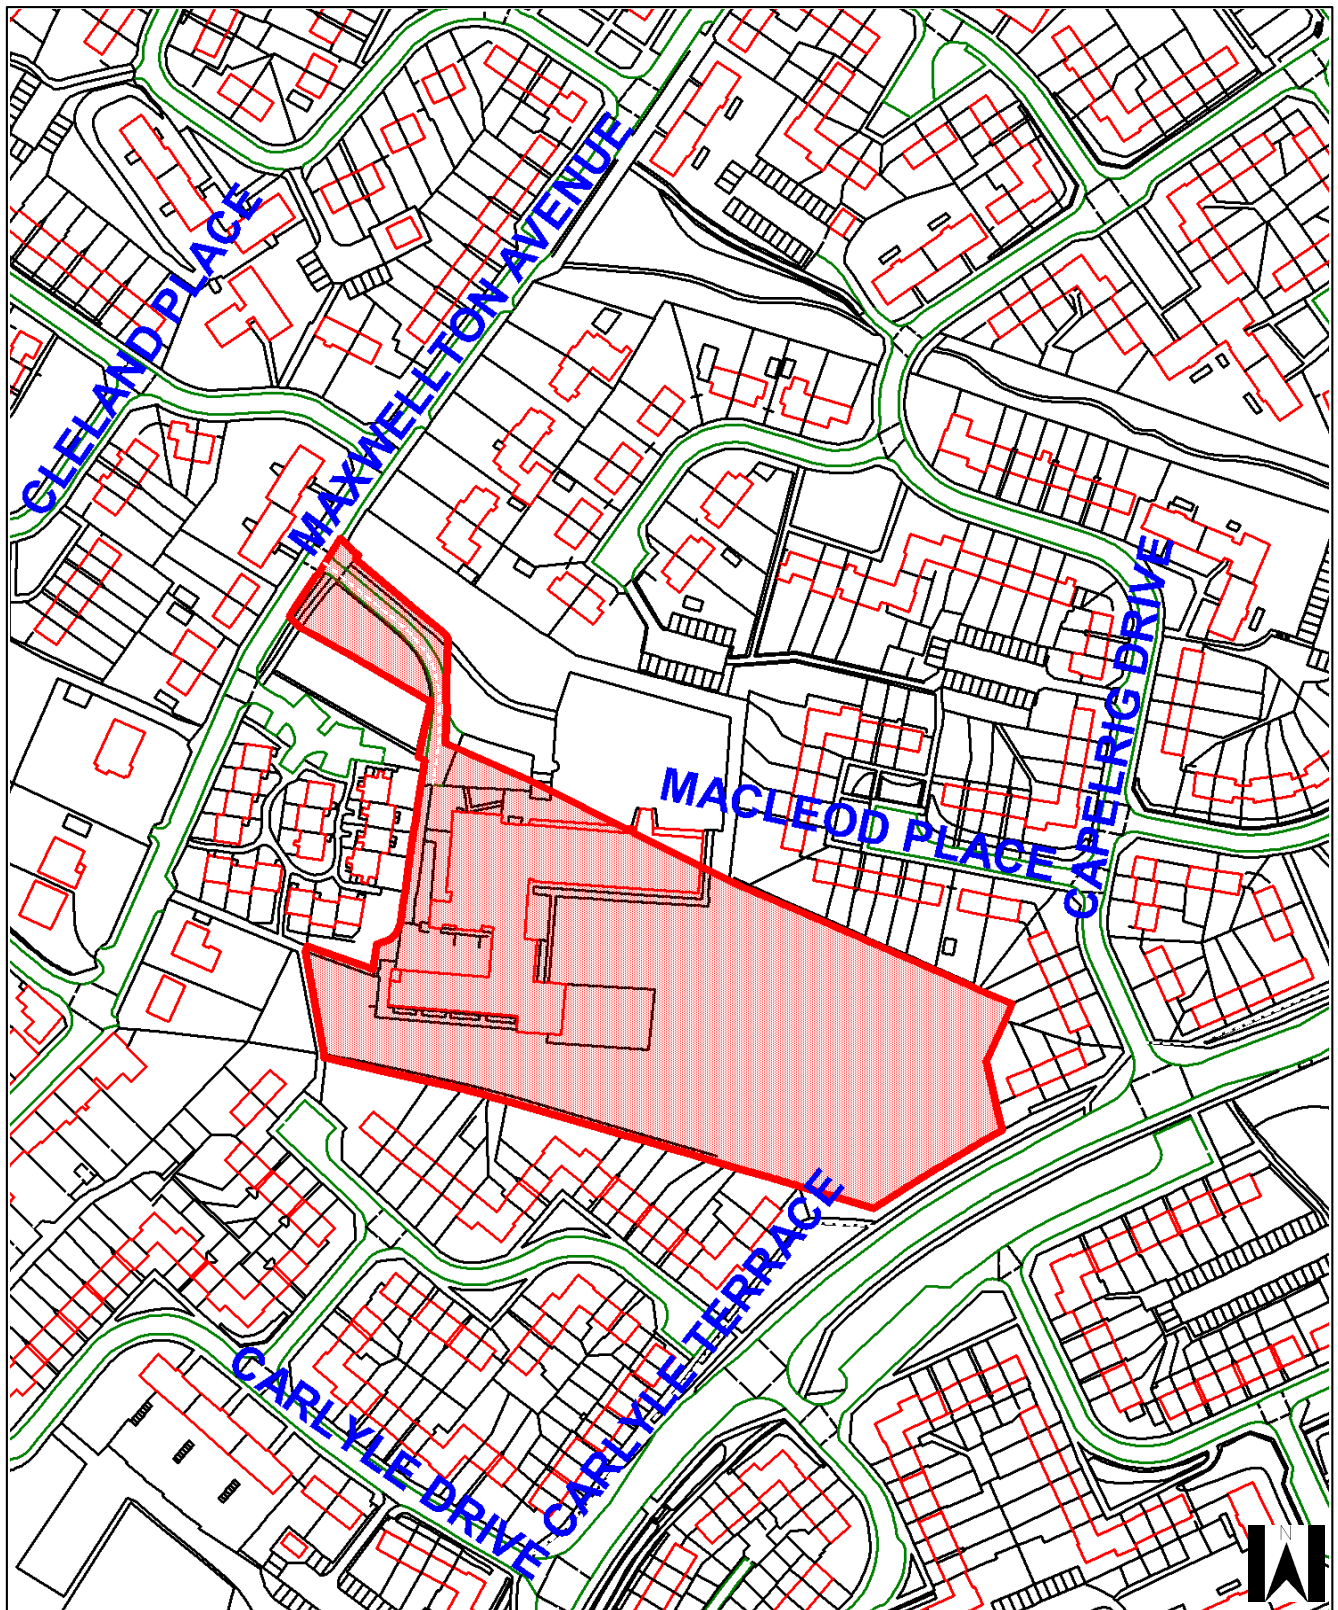 MAXWELLTON AVENUE
CLELAND PLACE
CAPELRIG DRIVE
MACLEOD PLACE
CARLYLE TERRACE
CARLYLE DRIVE
N